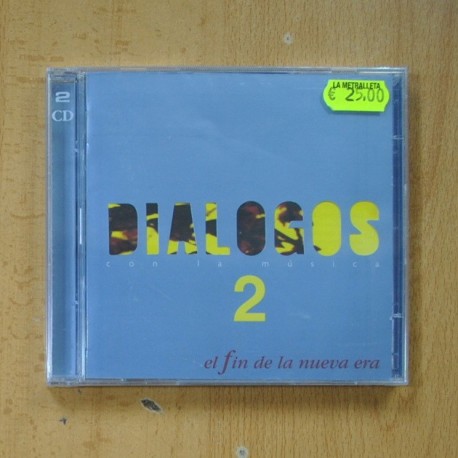 2
CD
LA METRALLETA
€ 25.00
DIALOGOS
con la música
2
el fin de la nueva era